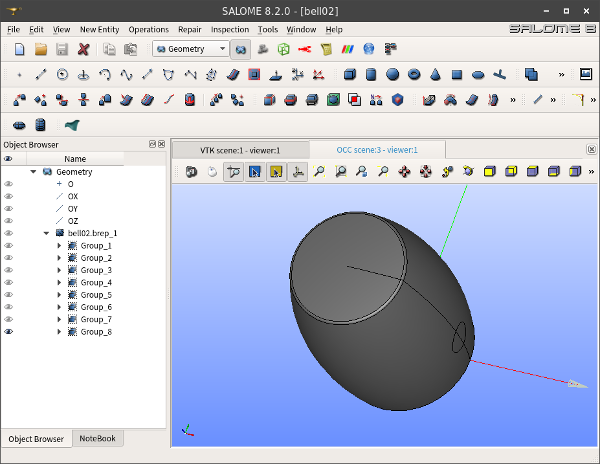 SALOME 8.2.0 - [bell02]
File Edit View New Entity Operations Repair Inspection Tools Window Help SALOME 8
Geometry
Object Browser
Name
Geometry
O
OX
OY
OZ
bell02.brep_1
Group_1
Group_2
Group_3
Group_4
Group_5
Group_6
Group_7
Group_8
Object Browser NoteBook
VTK scene:1 - viewer:1 OCC scene:3 - viewer:1